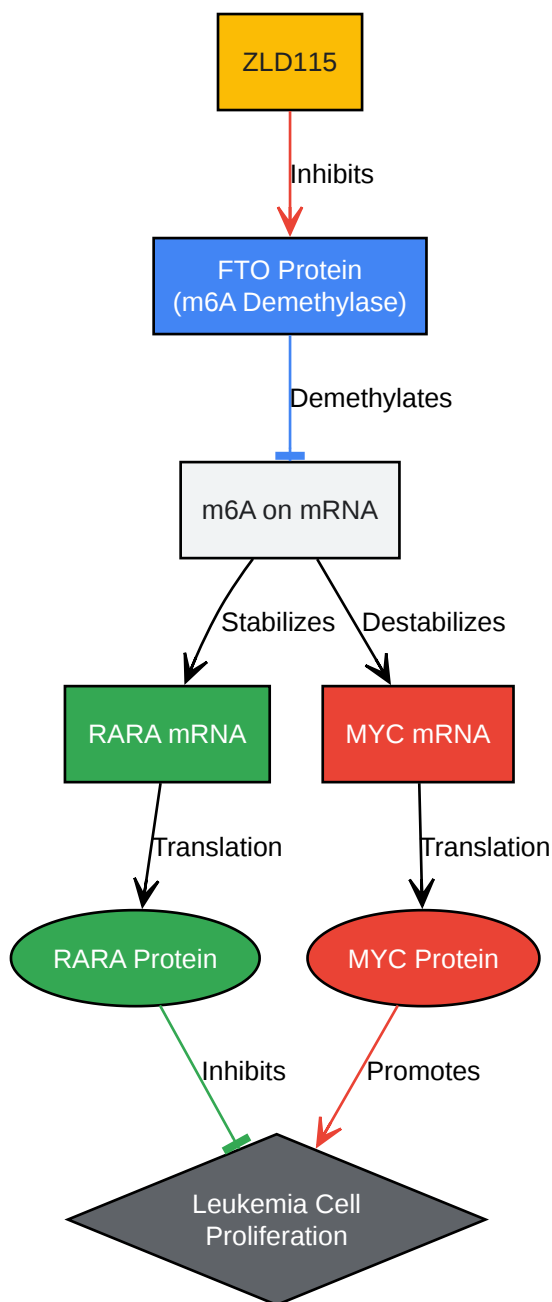 ZLD115
Inhibits
FTO Protein
(m6A Demethylase)
Demethylates
m6A on mRNA
Stabilizes
Destabilizes
RARA mRNA
MYC mRNA
Translation
Translation
RARA Protein
MYC Protein
Inhibits
Promotes
Leukemia Cell
Proliferation